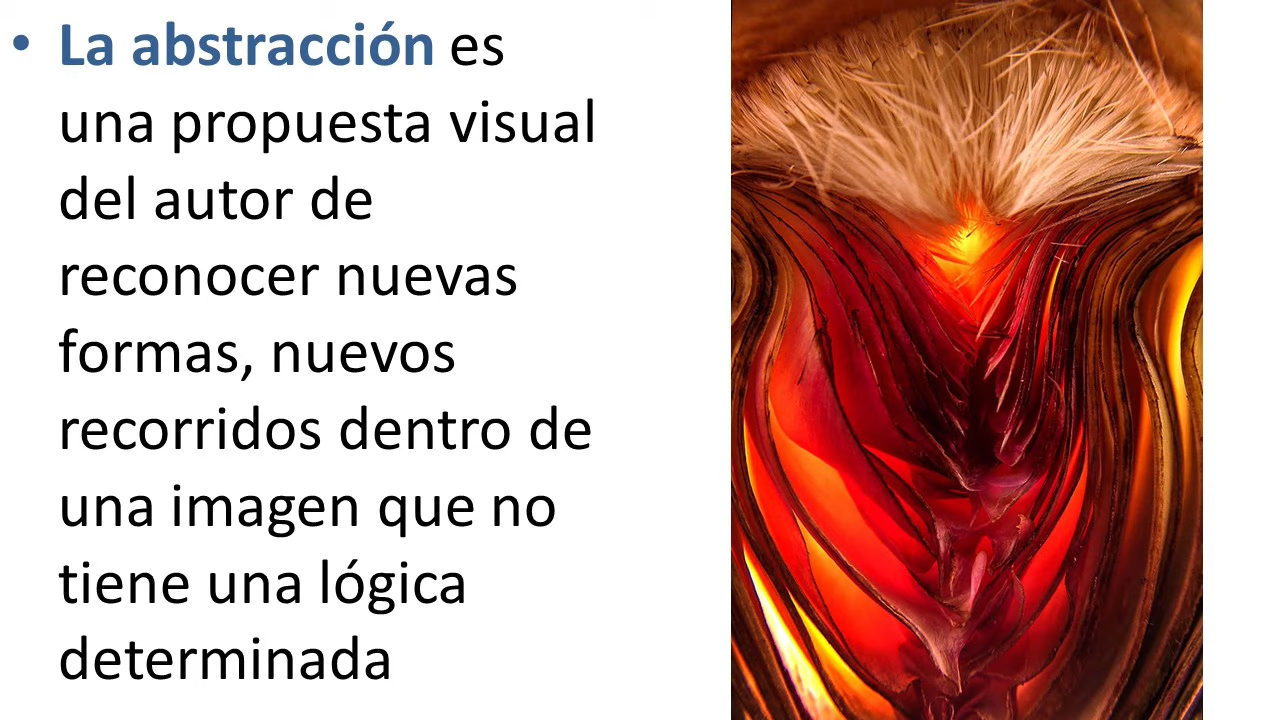 • La abstracción es
una propuesta visual
del autor de
reconocer nuevas
formas, nuevos
recorridos dentro de
una imagen que no
tiene una lógica
determinada